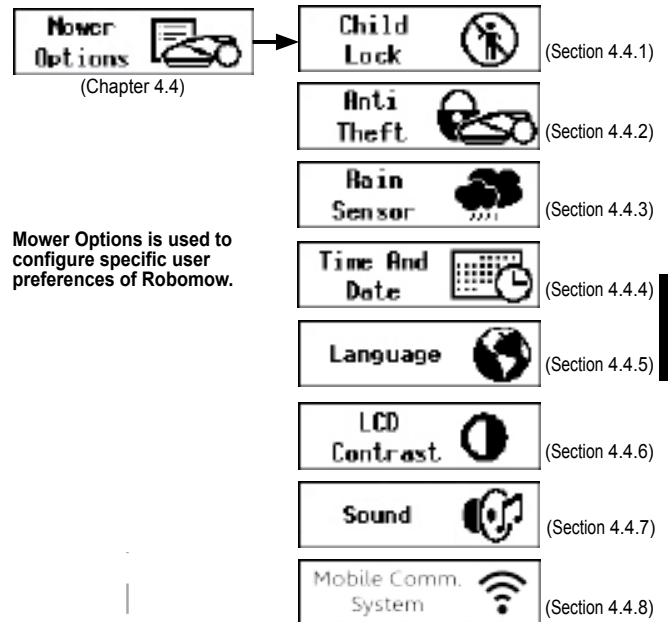 Mower
Options
(Chapter 4.4)
Mower Options is used to
configure specific user
preferences of Robomow.
Child
Lock
(Section 4.4.1)
Anti
Theft
(Section 4.4.2)
Rain
Sensor
(Section 4.4.3)
Time And
Date
(Section 4.4.4)
Language
(Section 4.4.5)
LCD
Contrast
(Section 4.4.6)
Sound
(Section 4.4.7)
Mobile Comm.
System
(Section 4.4.8)